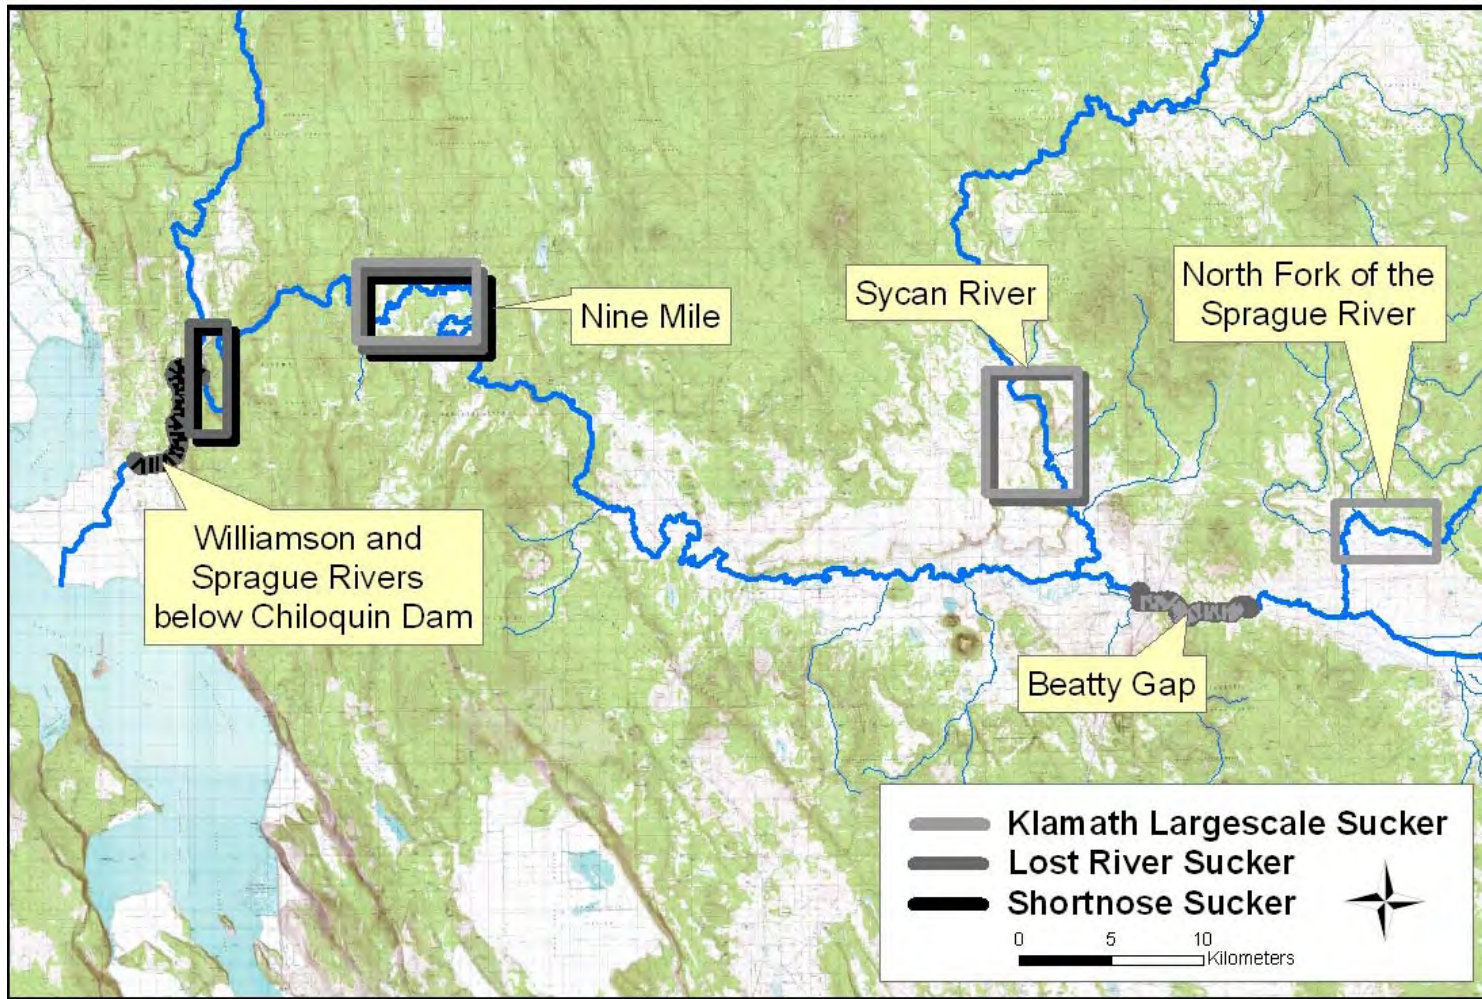 Nine Mile
Sycan River
North Fork of the
Sprague River
Williamson and
Sprague Rivers
below Chiloquin Dam
Beatty Gap
Klamath Largescale Sucker
Lost River Sucker
Shortnose Sucker
0 5 10
Kilometers